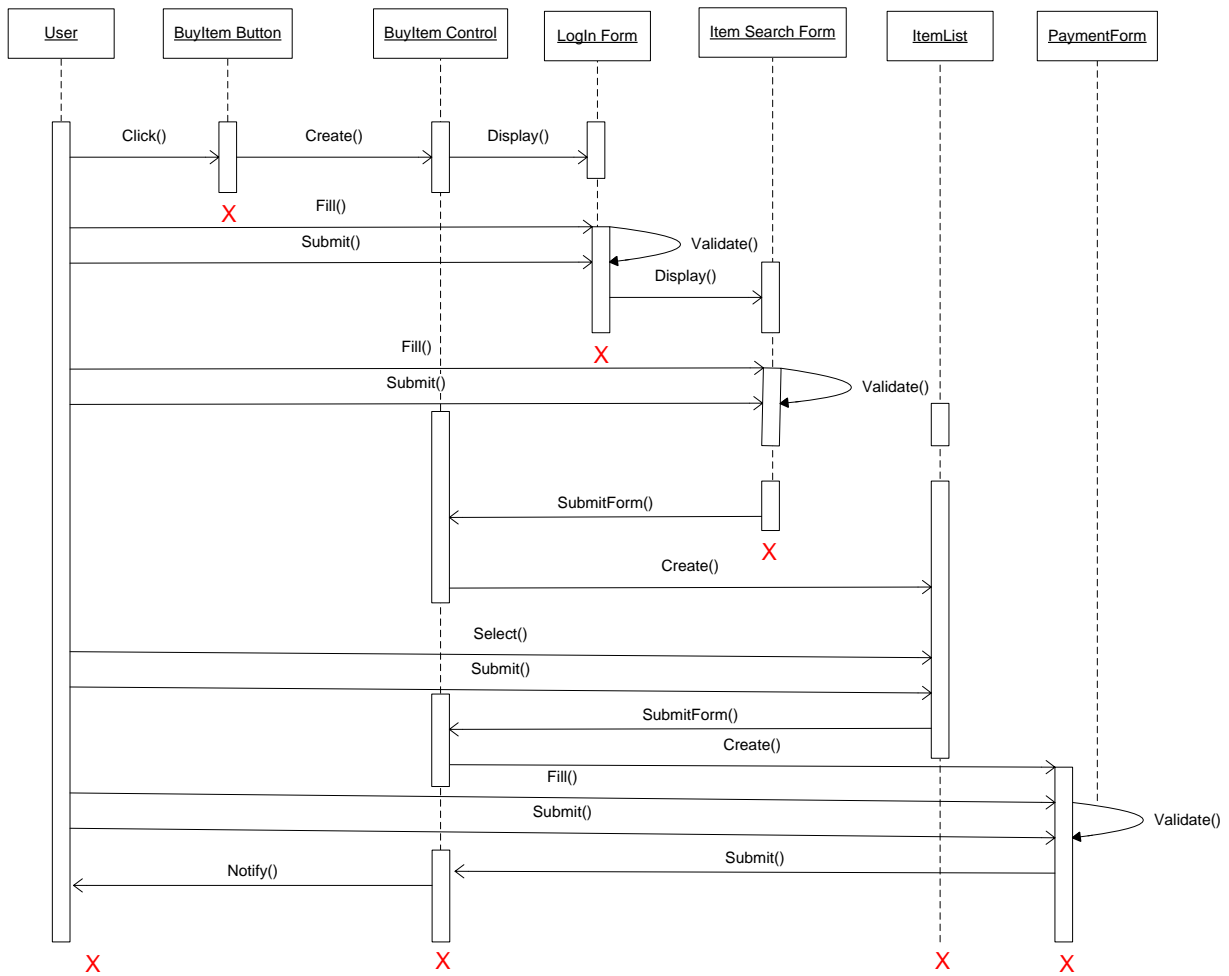 User
BuyItem Button
BuyItem Control
LogIn Form
Item Search Form
ItemList
PaymentForm
Click()
Create()
Display()
X
Fill()
Submit()
Validate()
Display()
X
Fill()
Submit()
Validate()
SubmitForm()
X
Create()
Select()
Submit()
SubmitForm()
Create()
Fill()
Submit()
Validate()
Submit()
Notify()
X
X
X
X